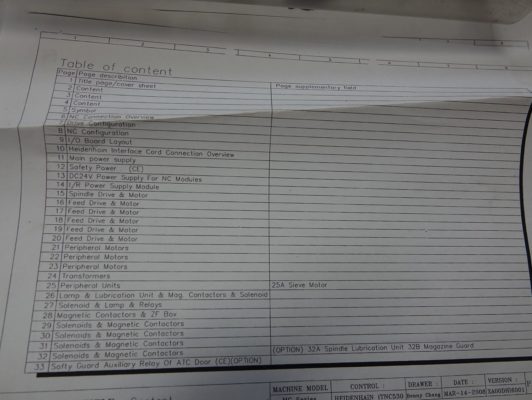 Table of content
Page Page describition Page supplementary field
1 Title page/cover sheet
2 Content
3 Content
4 Content
5 Symbol
6 NC Connection Overview
7 Drive Configuration
8 NC Configuration
9 I/O Board Layout
10 Heidenhain Interface Card Connection Overview
11 Main power supply
12 Safety Power (CE)
13 DC24V Power Supply For NC Modules
14 I/R Power Supply Module
15 Spindle Drive & Motor
16 Feed Drive & Motor
17 Feed Drive & Motor
18 Feed Drive & Motor
19 Feed Drive & Motor
20 Feed Drive & Motor
21 Peripheral Motors
22 Peripheral Motors
23 Peripheral Motors
24 Transformers
25 Peripheral Units 25A Sieve Motor
26 Lamp & Lubrication Unit & Mag. Contactors & Solenoid
27 Solenoid & Lamp & Relays
28 Magnetic Contactors & ZF Box
29 Solenoids & Magnetic Contactors
30 Solenoids & Magnetic Contactors
31 Solenoids & Magnetic Contactors
32 Solenoids & Magnetic Contactors (OPTION) 32A Spindle Lubrication Unit 32B Magazine Guard
33 Safty Guard Auxiliary Relay Of ATC Door (CE)(OPTION)
MACHINE MODEL CONTROL : DRAWER : DATE : VERSION :
HEIDENHAIN iTNC530 MAR-14-2008